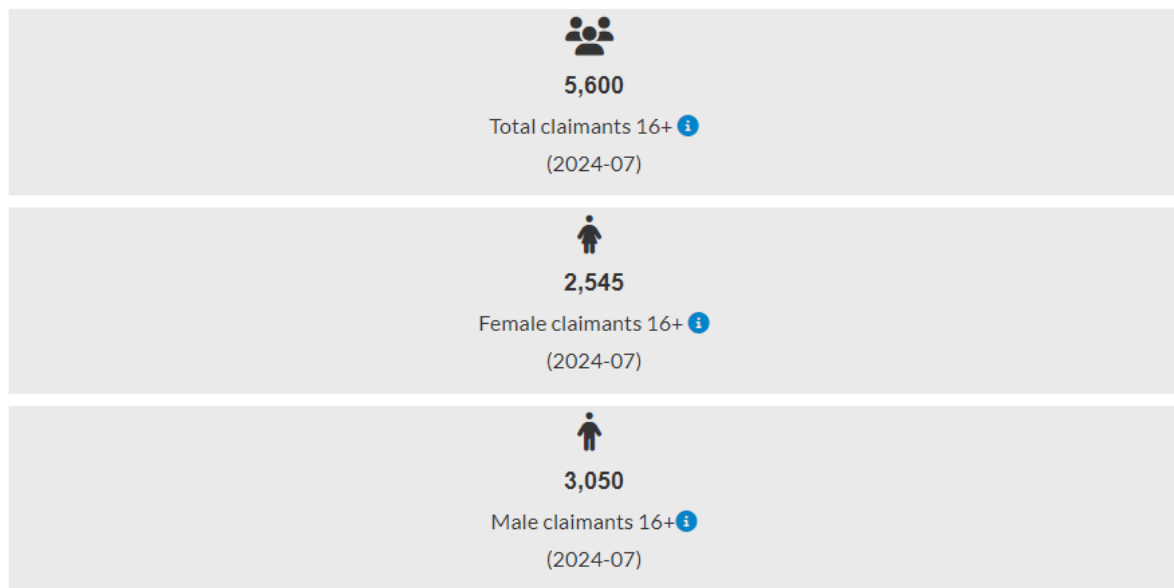 5,600
Total claimants 16+
(2024-07)
2,545
Female claimants 16+
(2024-07)
3,050
Male claimants 16+
(2024-07)